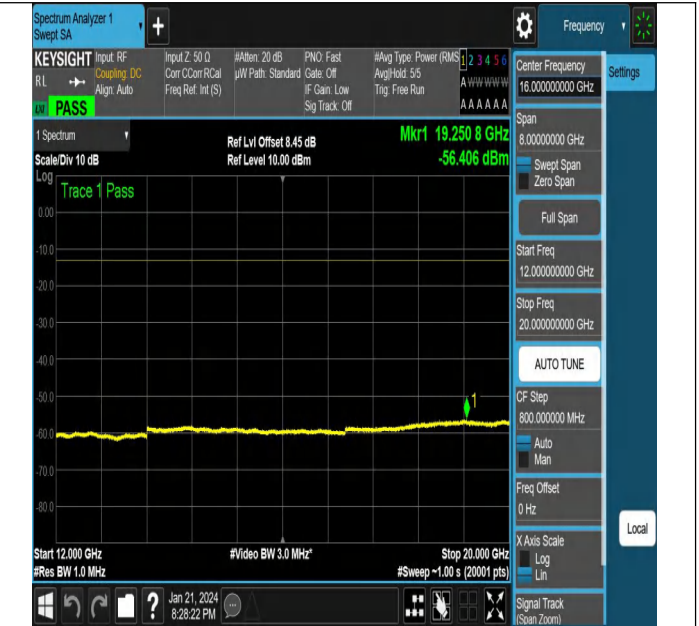 Spectrum Analyzer 1
Swept SA
+
Frequency
KEYSIGHT
RL
PASS
Input: RF
Coupling: DC
Align: Auto
Input Z: 50 Ω
Corr CCorr RCal
Freq Ref: Int (S)
#Atten: 20 dB
µW Path: Standard
PNO: Fast
Gate: Off
IF Gain: Low
Sig Track: Off
#Avg Type: Power (RMS
Avg|Hold: 5/5
Trig: Free Run
1 2 3 4 5 6
A W W W W W
A A A A A A
1 Spectrum
Scale/Div 10 dB
Ref Lvl Offset 8.45 dB
Ref Level 10.00 dBm
Mkr1 19.250 8 GHz
-56.406 dBm
Log
Trace 1 Pass
0.00
-10.0
-20.0
-30.0
-40.0
-50.0
-60.0
-70.0
-80.0
1
Start 12.000 GHz
#Res BW 1.0 MHz
#Video BW 3.0 MHz*
Stop 20.000 GHz
#Sweep ~1.00 s (20001 pts)
Jan 21, 2024
8:28:22 PM
Center Frequency
16.000000000 GHz
Settings
Span
8.00000000 GHz
Swept Span
Zero Span
Full Span
Start Freq
12.000000000 GHz
Stop Freq
20.000000000 GHz
AUTO TUNE
CF Step
800.000000 MHz
Auto
Man
Freq Offset
0 Hz
X Axis Scale
Log
Lin
Local
Signal Track
(Span Zoom)